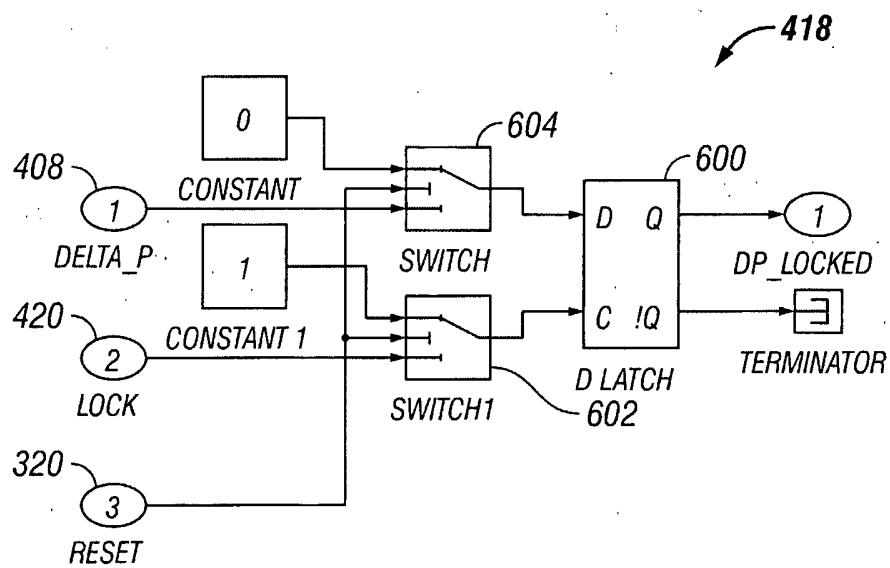 418
0
604
600
408
CONSTANT
1
D Q
1
DELTA_P
SWITCH
DP_LOCKED
1
420
C !Q
CONSTANT 1
2
D LATCH
TERMINATOR
LOCK
SWITCH1
602
320
3
RESET